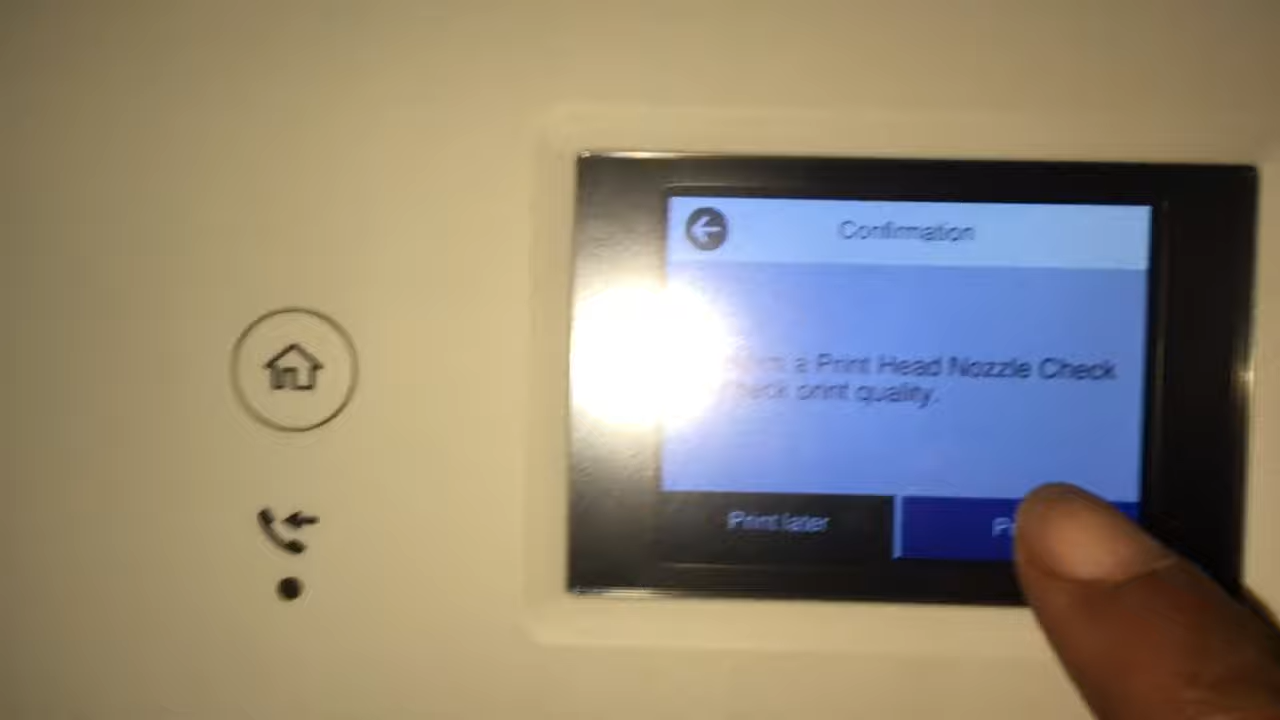 Confirmation
a Print Head Nozzle Check
print quality.
Print later